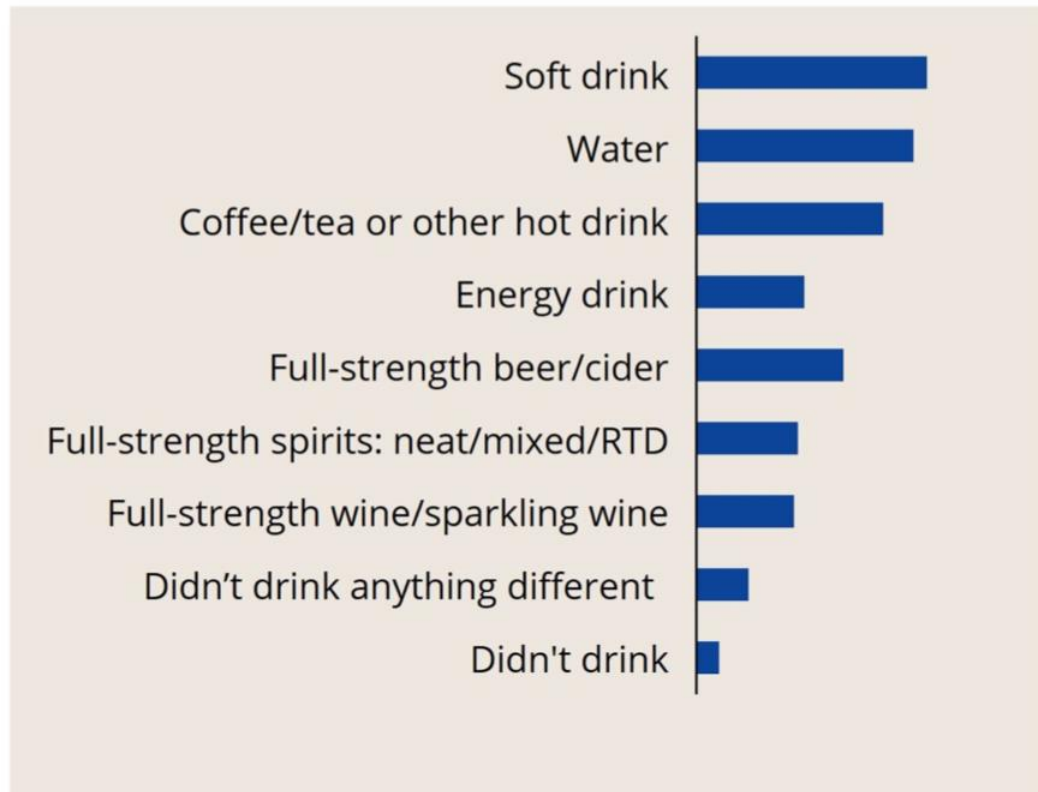 Soft drink
Water
Coffee/tea or other hot drink
Energy drink
Full-strength beer/cider
Full-strength spirits: neat/mixed/RTD
Full-strength wine/sparkling wine
Didn’t drink anything different
Didn't drink